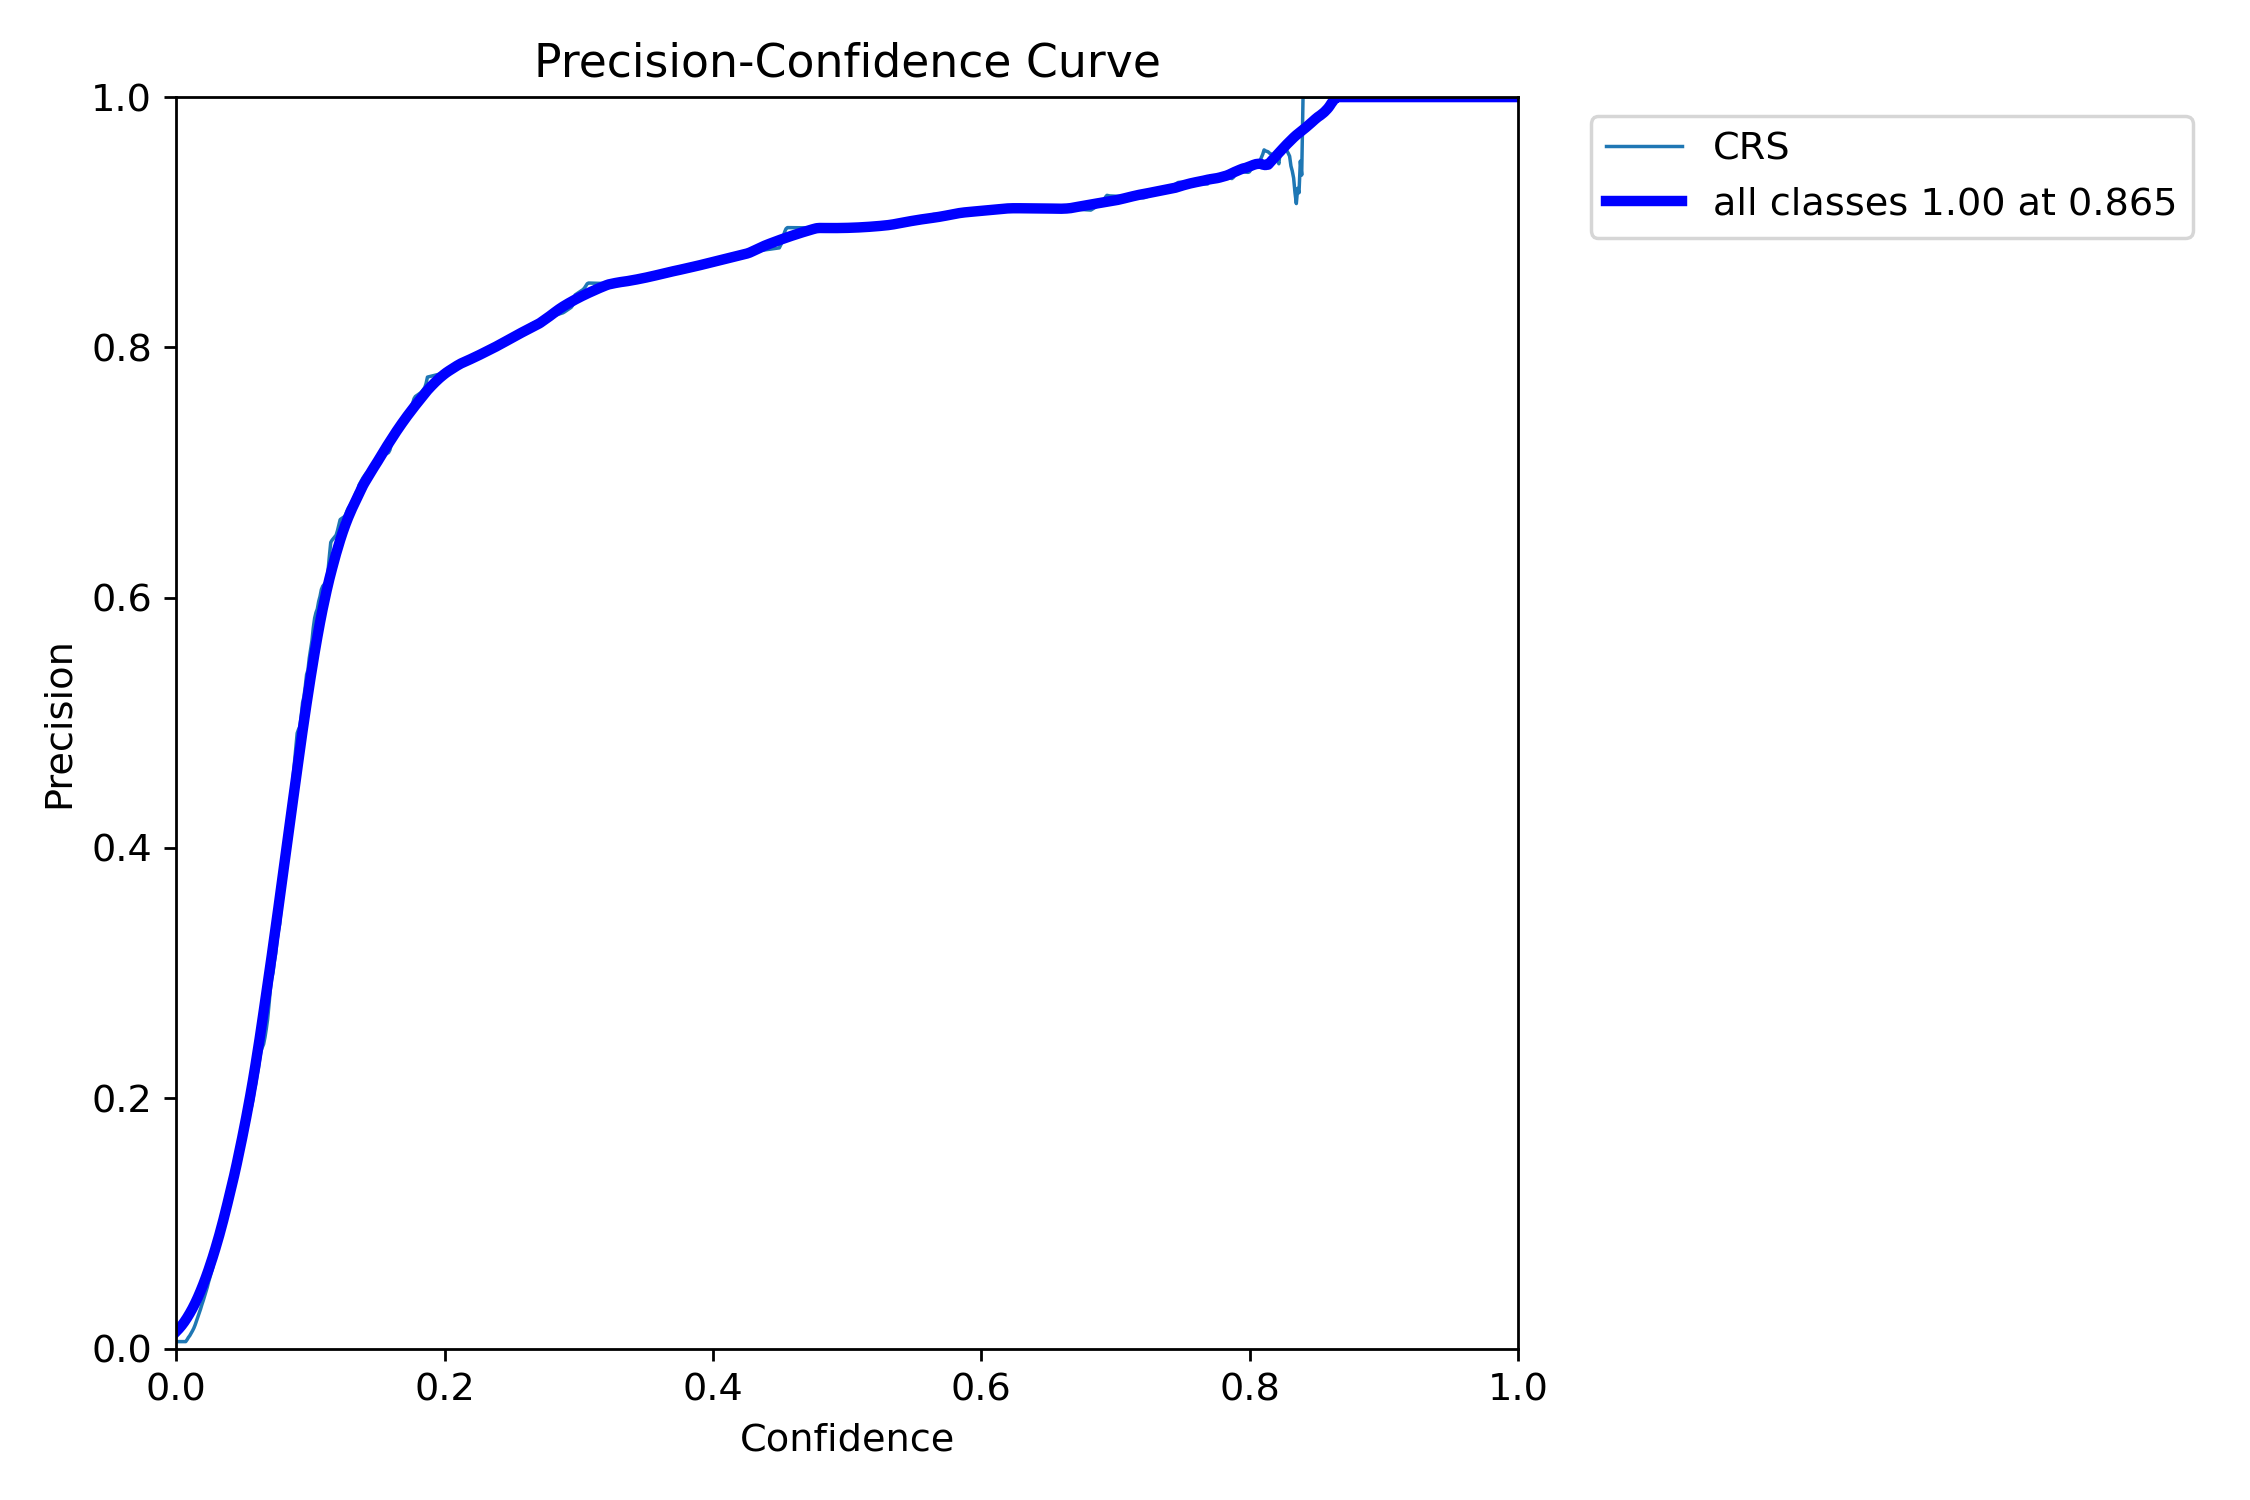 Precision-Confidence Curve
1.0
0.8
0.6
0.4
0.2
0.0
Precision
0.0 0.2 0.4 0.6 0.8 1.0
Confidence
CRS
all classes 1.00 at 0.865